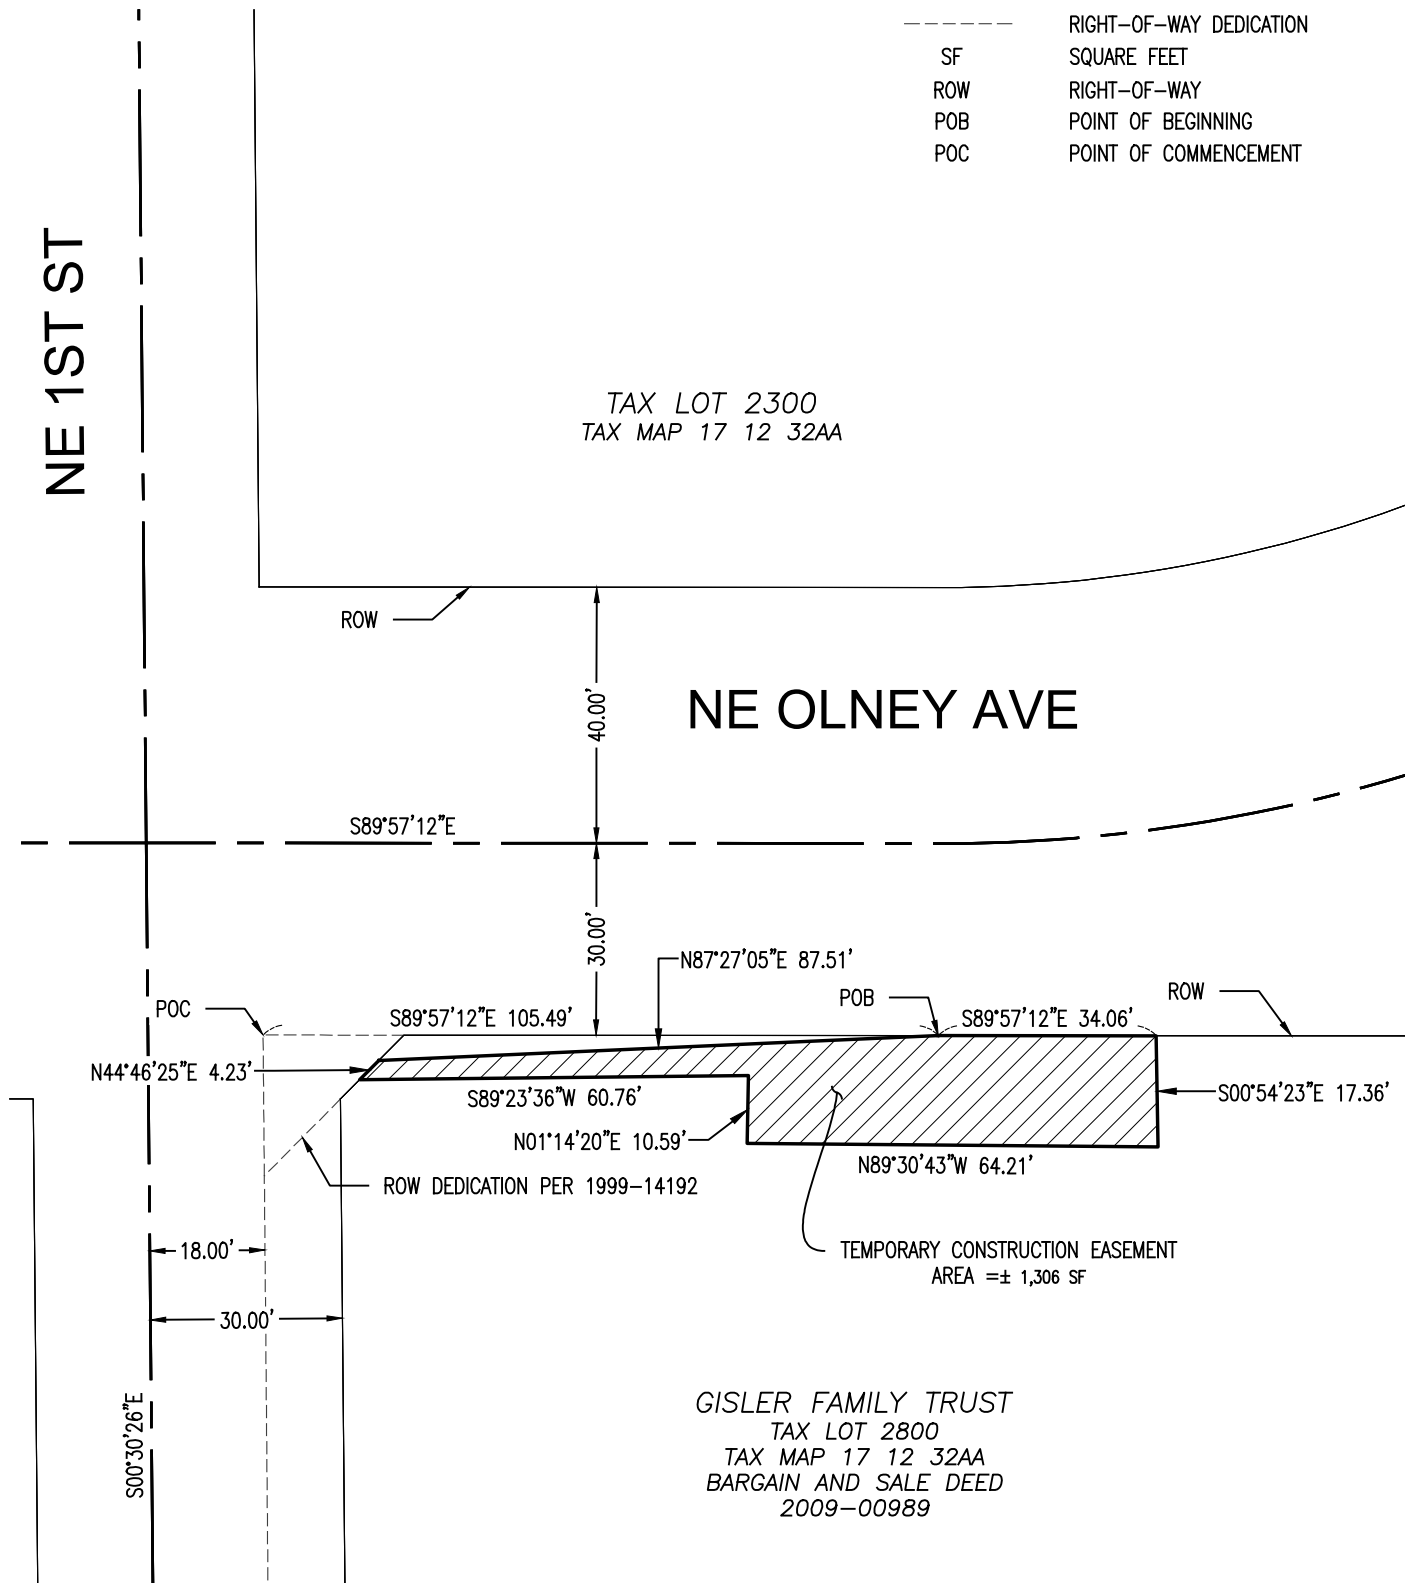 RIGHT-OF-WAY DEDICATION
SF SQUARE FEET
ROW RIGHT-OF-WAY
POB POINT OF BEGINNING
POC POINT OF COMMENCEMENT
NE 1ST ST
TAX LOT 2300
TAX MAP 17 12 32AA
ROW
40.00'
NE OLNEY AVE
S89°57'12"E
30.00'
N87°27'05"E 87.51'
POC
POB
ROW
S89°57'12"E 105.49'
S89°57'12"E 34.06'
N44°46'25"E 4.23'
S89°23'36"W 60.76'
S00°54'23"E 17.36'
N01°14'20"E 10.59'
N89°30'43"W 64.21'
ROW DEDICATION PER 1999-14192
18.00'
TEMPORARY CONSTRUCTION EASEMENT
AREA =± 1,306 SF
30.00'
S00°30'26"E
GISLER FAMILY TRUST
TAX LOT 2800
TAX MAP 17 12 32AA
BARGAIN AND SALE DEED
2009-00989